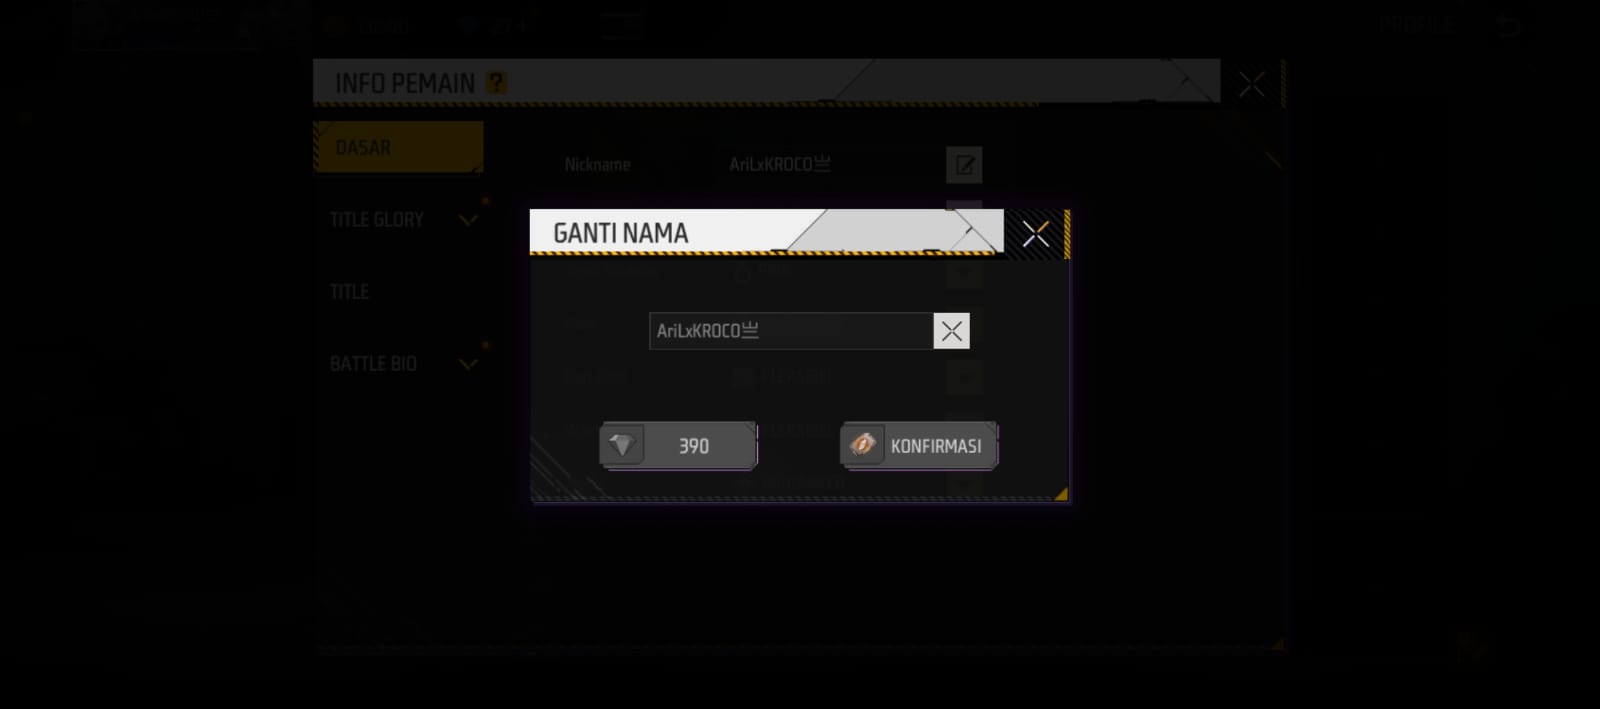 PROFILE
INFO PEMAIN ?
DASAR
Nickname AriLxKROCO亗
TITLE GLORY
GANTI NAMA
TITLE
AriLxKROCO亗
BATTLE BIO
390
KONFIRMASI